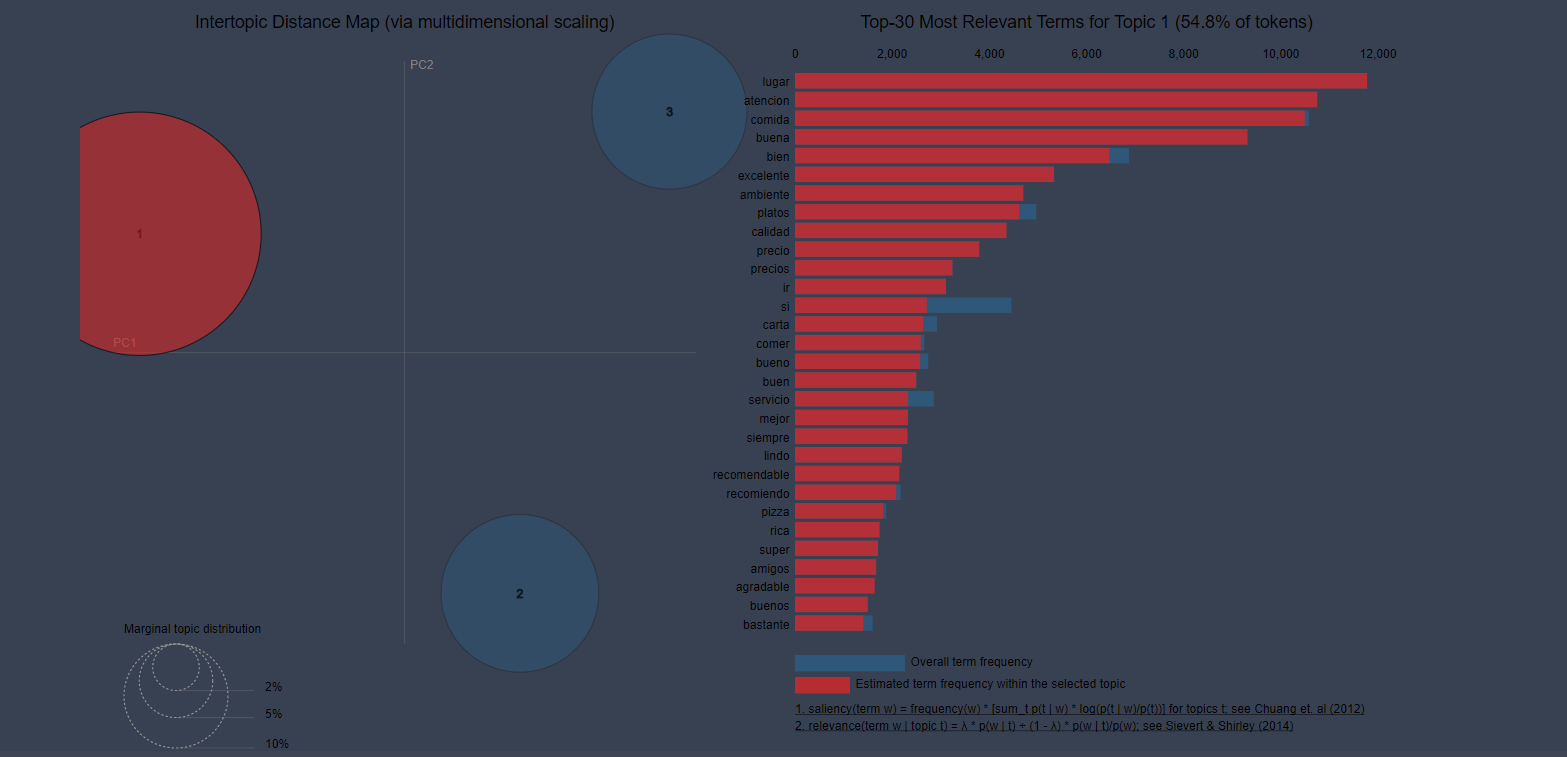 Intertopic Distance Map (via multidimensional scaling)
PC2
3
1
PC1
2
Marginal topic distribution
2%
5%
10%
Top-30 Most Relevant Terms for Topic 1 (54.8% of tokens)
0 2,000 4,000 6,000 8,000 10,000 12,000
lugar
atencion
comida
buena
bien
excelente
ambiente
platos
calidad
precio
precios
ir
si
carta
comer
bueno
buen
servicio
mejor
siempre
lindo
recomendable
recomiendo
pizza
rica
super
amigos
agradable
buenos
bastante
Overall term frequency
Estimated term frequency within the selected topic
1. saliency(term w) = frequency(w) * [sum_t p(t | w) * log(p(t | w)/p(t))] for topics t; see Chuang et. al (2012)
2. relevance(term w | topic t) = λ * p(w | t) + (1 - λ) * p(w | t)/p(w); see Sievert & Shirley (2014)